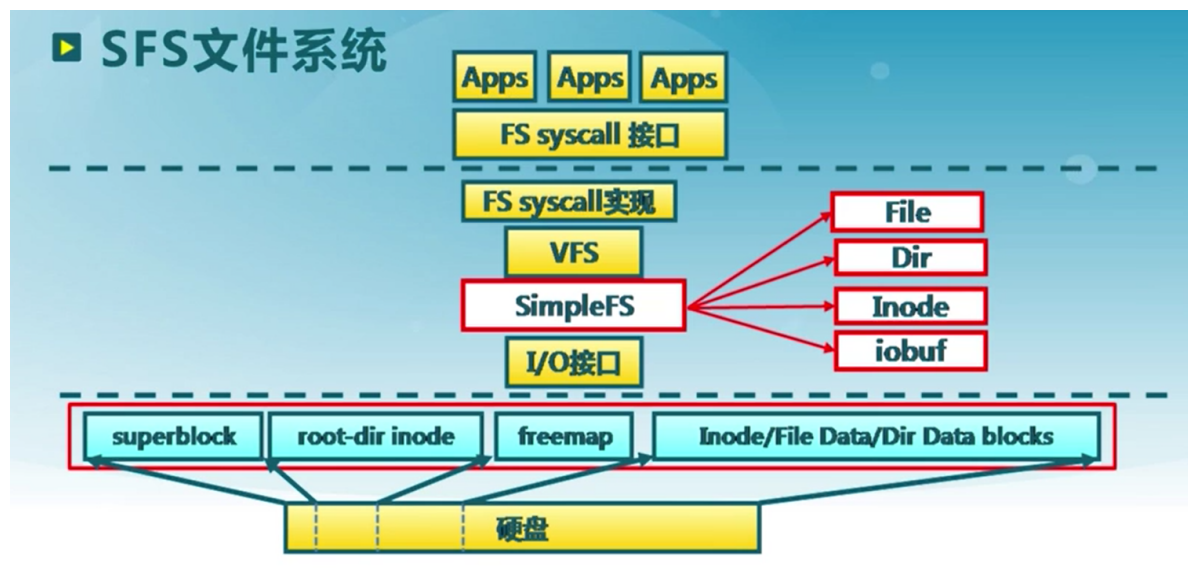 SFS文件系统
Apps Apps Apps
FS syscall 接口
FS syscall实现
VFS
SimpleFS
I/O接口
File
Dir
Inode
iobuf
superblock root-dir inode freemap Inode/File Data/Dir Data blocks
硬盘